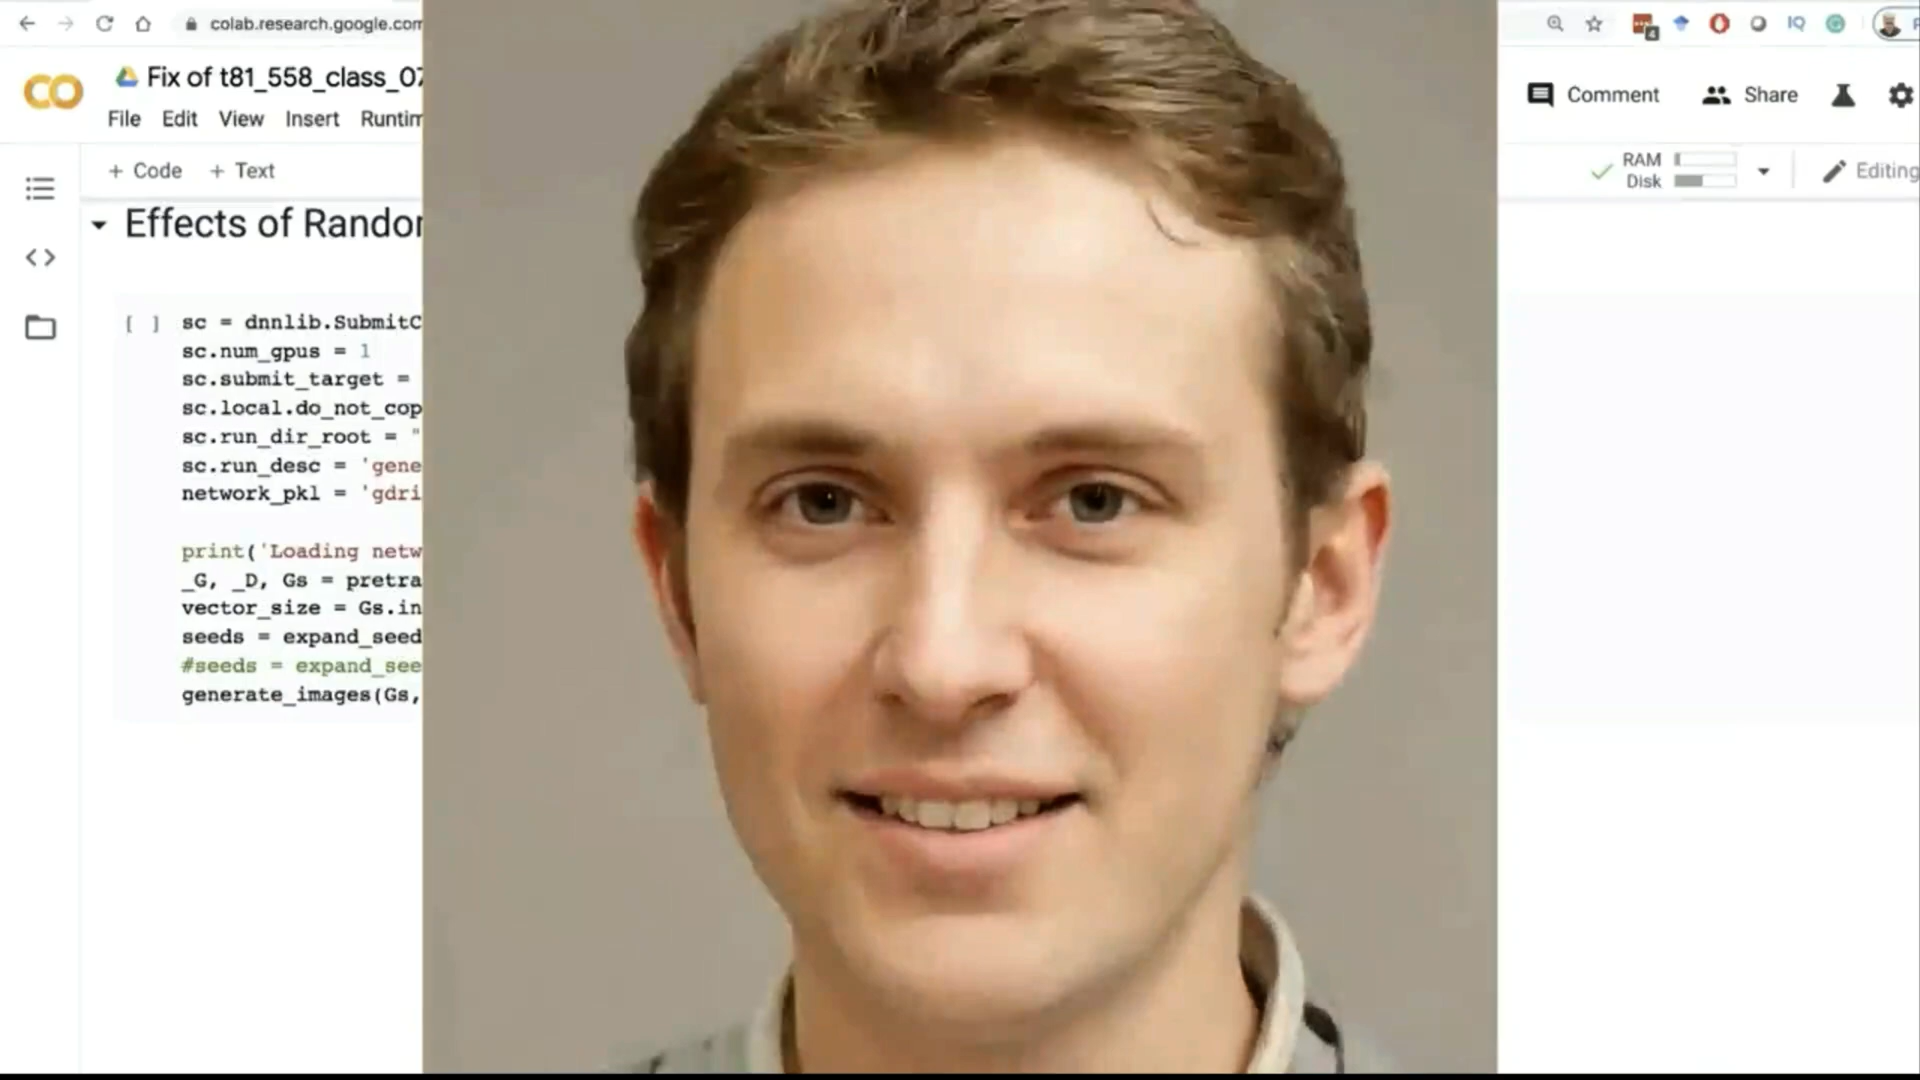 colab.research.google.com
Fix of t81_558_class_07
File Edit View Insert Runtim
Comment Share
+ Code + Text
RAM
Disk
Editing
Effects of Random
[ ] sc = dnnlib.SubmitC
sc.num_gpus = 1
sc.submit_target =
sc.local.do_not_cop
sc.run_dir_root = "
sc.run_desc = 'gene
network_pkl = 'gdri
print('Loading netw
_G, _D, Gs = pretra
vector_size = Gs.in
seeds = expand_seed
#seeds = expand_see
generate_images(Gs,